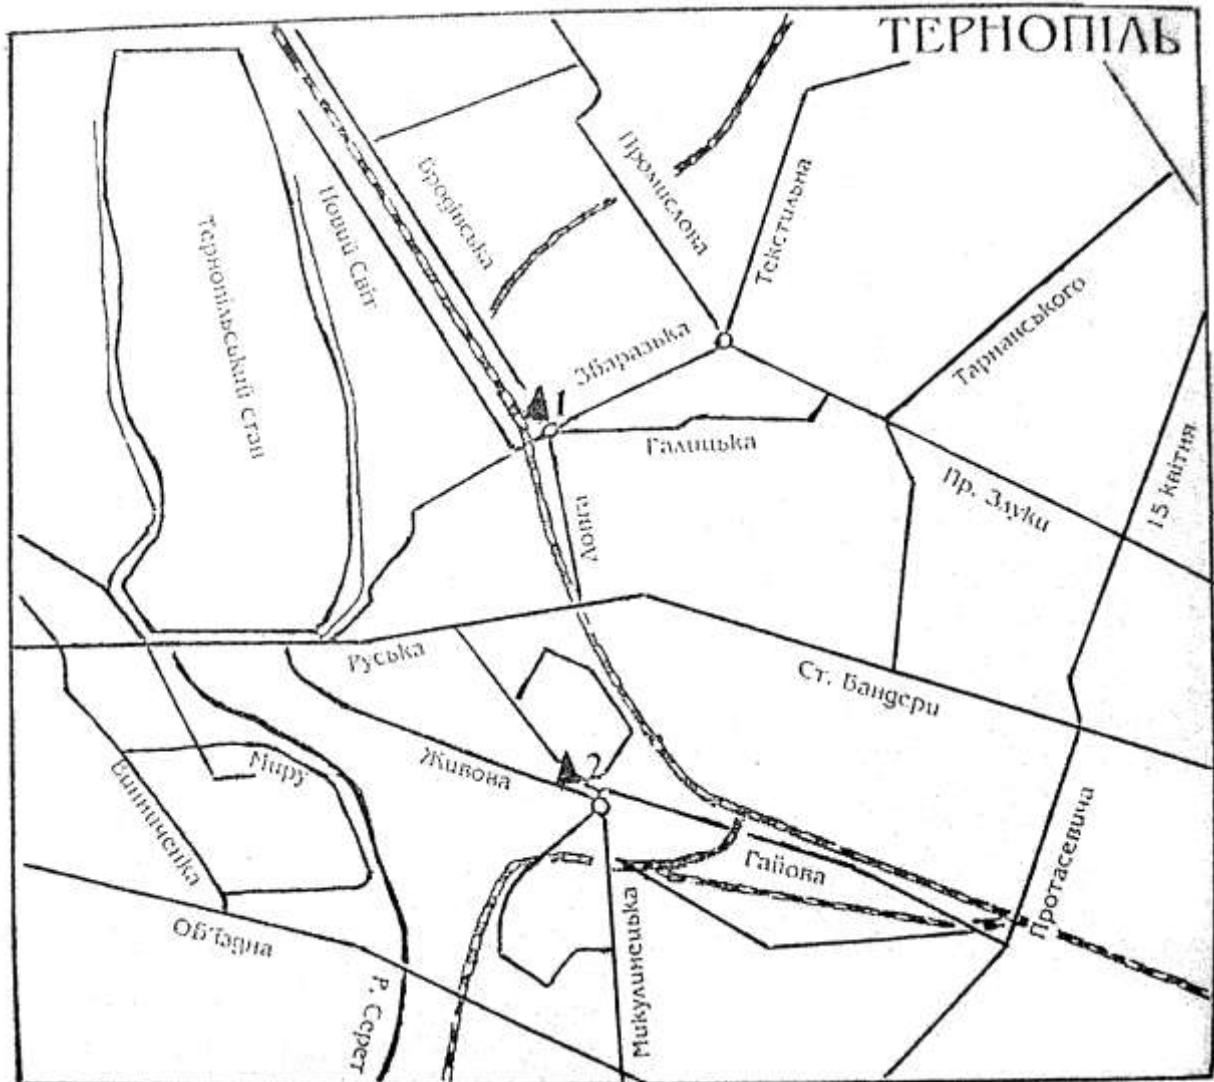 ТЕРНОПІЛЬ
Бродівська
Промислова
Текстильна
Новий Світ
Тернопільський став
Збаразька
Тарнавського
1
Галицька
Пр. Злуки
15 квітня
Руська
Ст. Бандери
Живова
2
Миру
Винниченка
Гайова
Протасевича
Об'їздна
Р. Серет
Микулинецька